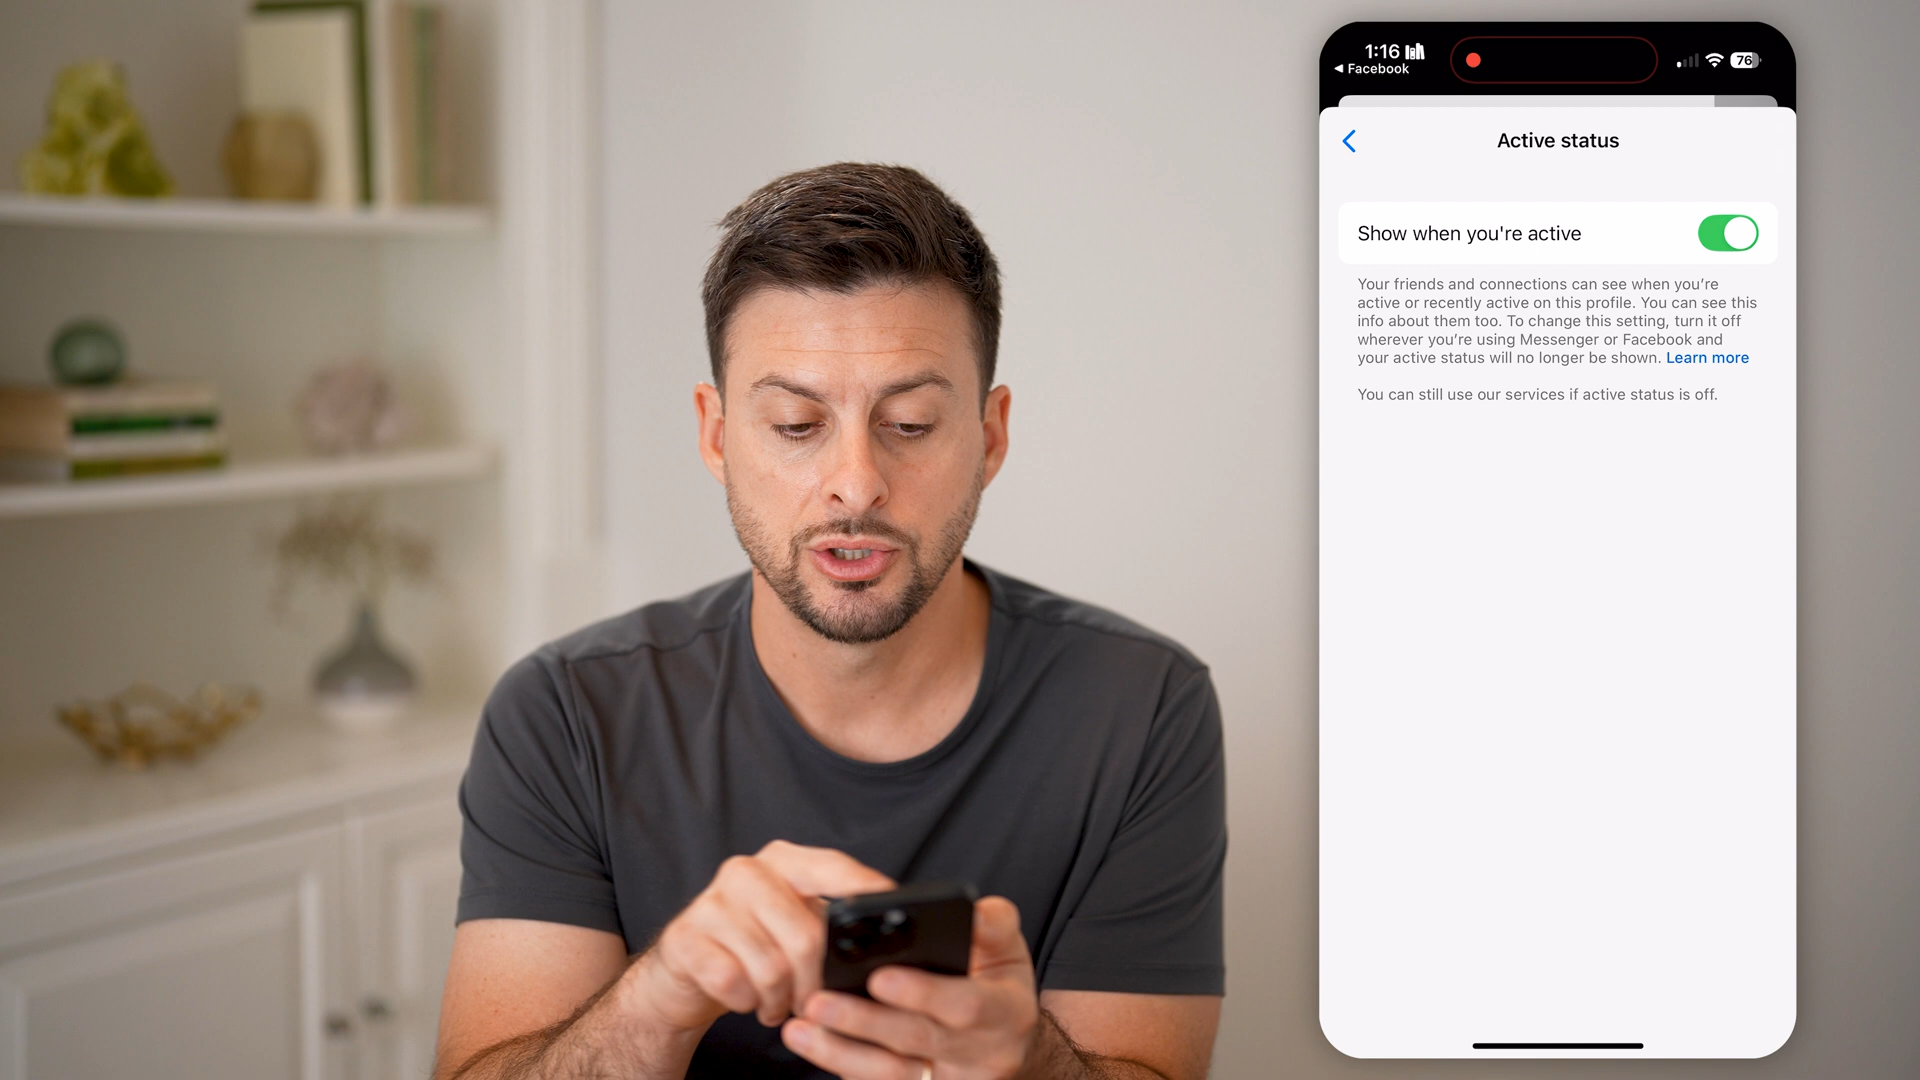 1:16
◀ Facebook
76
Active status
Show when you're active
Your friends and connections can see when you're
active or recently active on this profile. You can see this
info about them too. To change this setting, turn it off
wherever you're using Messenger or Facebook and
your active status will no longer be shown. Learn more
You can still use our services if active status is off.